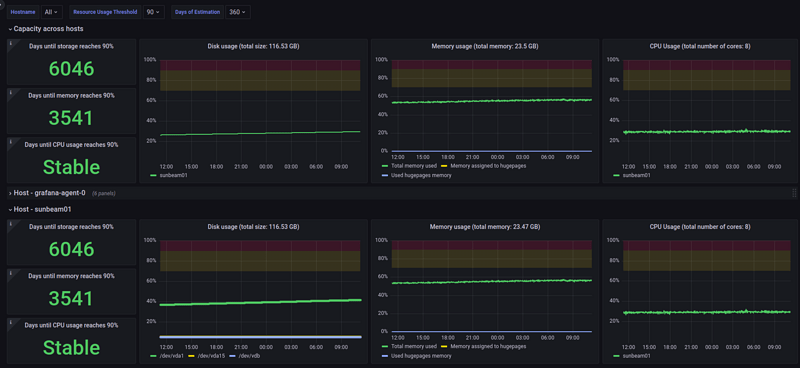 Hostname All Resource Usage Threshold 90 Days of Estimation 360
Capacity across hosts
Days until storage reaches 90%
6046
Days until memory reaches 90%
3541
Days until CPU usage reaches 90%
Stable
Disk usage (total size: 116.53 GB)
100%
80%
60%
40%
20%
12:00 15:00 18:00 21:00 00:00 03:00 06:00 09:00
sunbeam01
Memory usage (total memory: 23.5 GB)
100%
80%
60%
40%
20%
0%
12:00 15:00 18:00 21:00 00:00 03:00 06:00 09:00
Total memory used Memory assigned to hugepages
Used hugepages memory
CPU Usage (total number of cores: 8)
100%
80%
60%
40%
20%
12:00 15:00 18:00 21:00 00:00 03:00 06:00 09:00
sunbeam01
Host - grafana-agent-0 (6 panels)
Host - sunbeam01
Days until storage reaches 90%
6046
Days until memory reaches 90%
3541
Days until CPU usage reaches 90%
Stable
Disk usage (total size: 116.53 GB)
100%
80%
60%
40%
20%
12:00 15:00 18:00 21:00 00:00 03:00 06:00 09:00
/dev/vda1 /dev/vda15 /dev/vdb
Memory usage (total memory: 23.47 GB)
100%
80%
60%
40%
20%
0%
12:00 15:00 18:00 21:00 00:00 03:00 06:00 09:00
Total memory used Memory assigned to hugepages
Used hugepages memory
CPU Usage (total number of cores: 8)
100%
80%
60%
40%
20%
12:00 15:00 18:00 21:00 00:00 03:00 06:00 09:00
sunbeam01